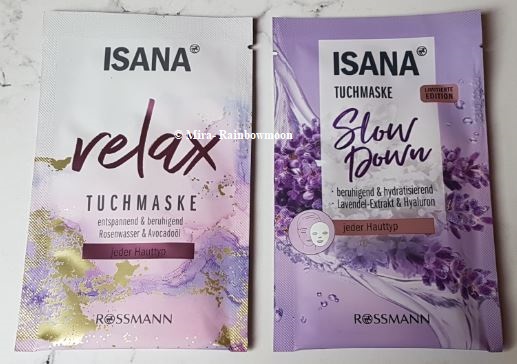 ISANA
© Mira- Rainbowmoon
relax
TUCHMASKE
entspannend & beruhigend
Rosenwasser & Avocadoöl
jeder Hauttyp
ROSSMANN
ISANA
TUCHMASKE
LIMITIERTE
EDITION
Slow
Down
· beruhigend & hydratisierend
· Lavendel-Extrakt & Hyaluron
jeder Hauttyp
ROSSMANN